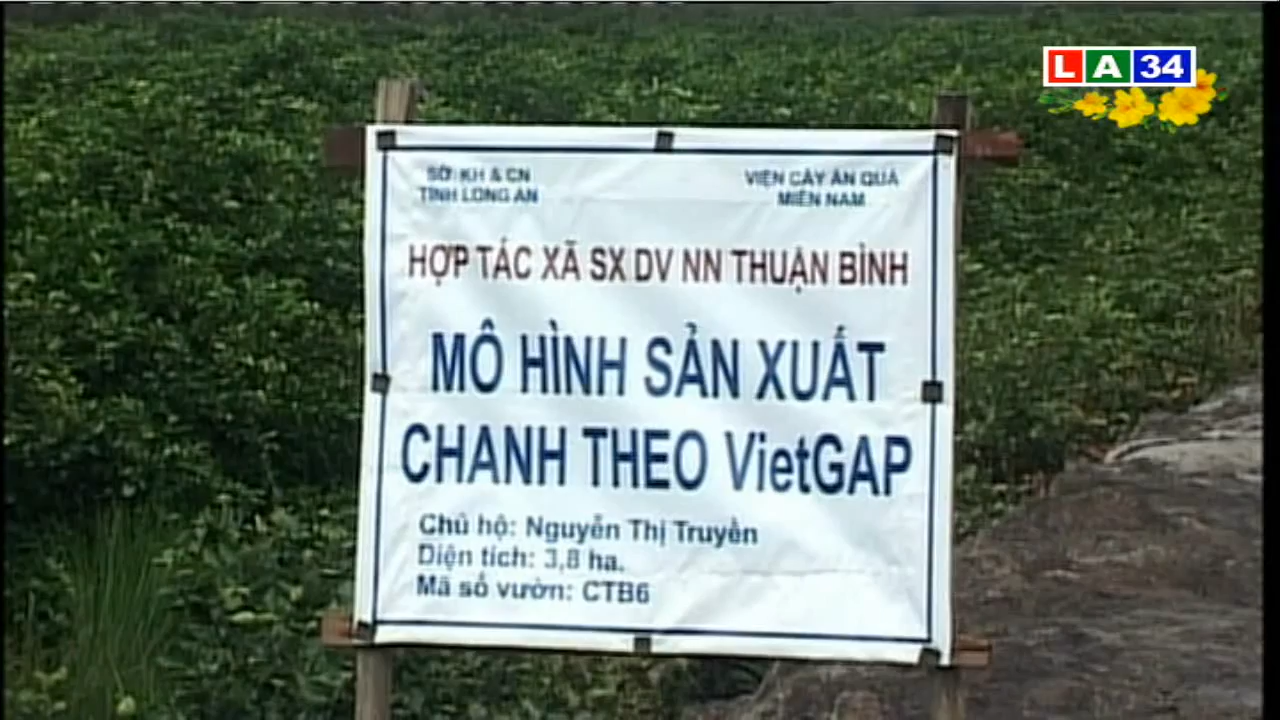 LA34
SỞ KH & CN
TỈNH LONG AN
VIỆN CÂY ĂN QUẢ
MIỀN NAM
HỢP TÁC XÃ SX DV NN THUẬN BÌNH
MÔ HÌNH SẢN XUẤT
CHANH THEO VietGAP
Chủ hộ: Nguyễn Thị Truyền
Diện tích: 3,8 ha.
Mã số vườn: CTB6